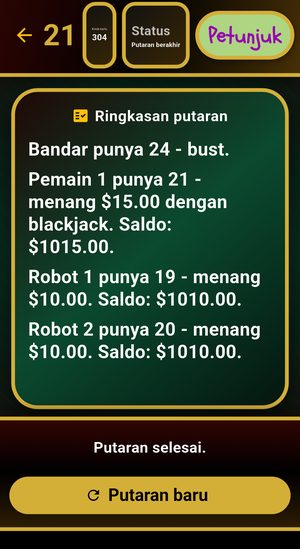 21
304
Status
Putaran berakhir
Petunjuk
Ringkasan putaran
Bandar punya 24 - bust.
Pemain 1 punya 21 -
menang $15.00 dengan
blackjack. Saldo:
$1015.00.
Robot 1 punya 19 - menang
$10.00. Saldo: $1010.00.
Robot 2 punya 20 - menang
$10.00. Saldo: $1010.00.
Putaran selesai.
Putaran baru